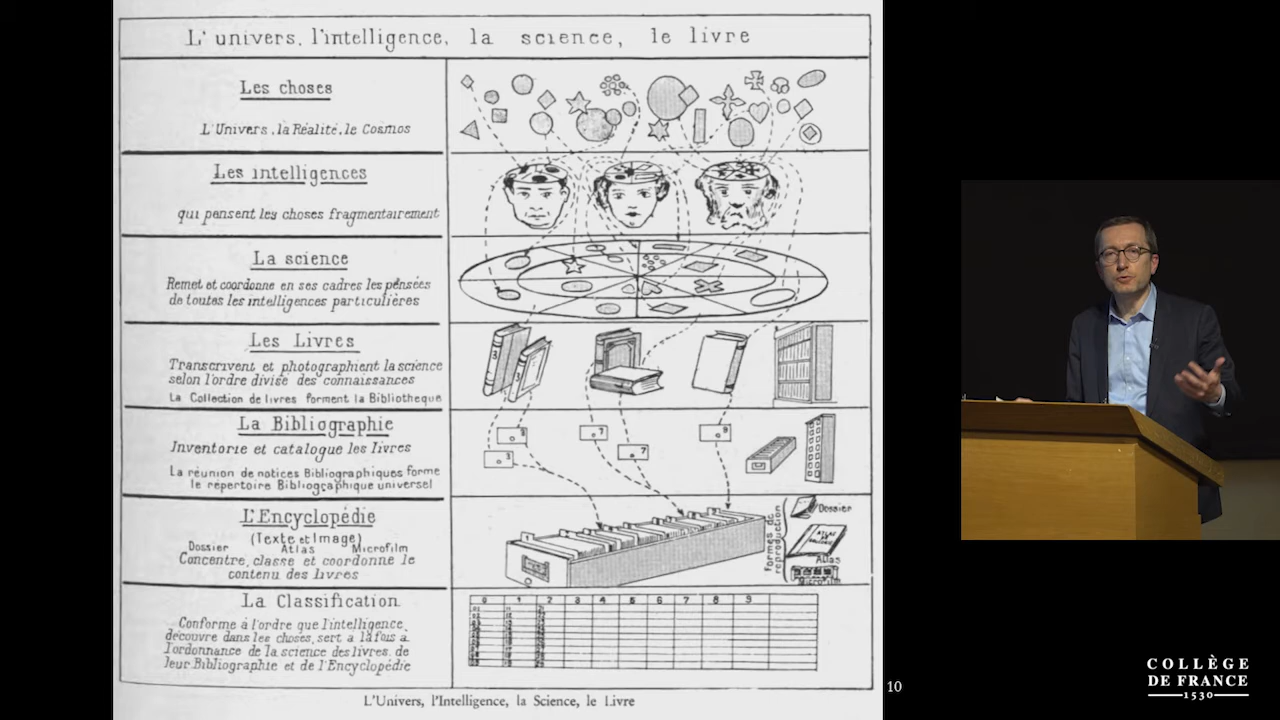 L'univers, l'intelligence, la science, le livre
Les choses
L'Univers, la Réalité, le Cosmos
Les intelligences
qui pensent les choses fragmentairement
La science
Remet et coordonne en ses cadres les pensées
de toutes les intelligences particulières
Les Livres
Transcrivent et photographient la science
selon l'ordre divisé des connaissances
La Collection de livres forment la Bibliotheque
La Bibliographie
Inventorie et catalogue les livres
La réunion de notices Bibliographiques forme
le repertoire Bibliographique universel
L'Encyclopédie
(Texte et Image)
Dossier Atlas Microfilm
Concentre, classe et coordonne le
contenu des livres
formes de
reproduction
Dossier
Atlas
Microfilm
La Classification
Conforme à l'ordre que l'intelligence
découvre dans les choses, sert a la fois a
l'ordonnance de la science des livres, de
leur Bibliographie et de l'Encyclopédie
0 1 2 3 4 5 6 7 8 9
L'Univers, l'Intelligence, la Science, le Livre
10
COLLÈGE
DE FRANCE
1530